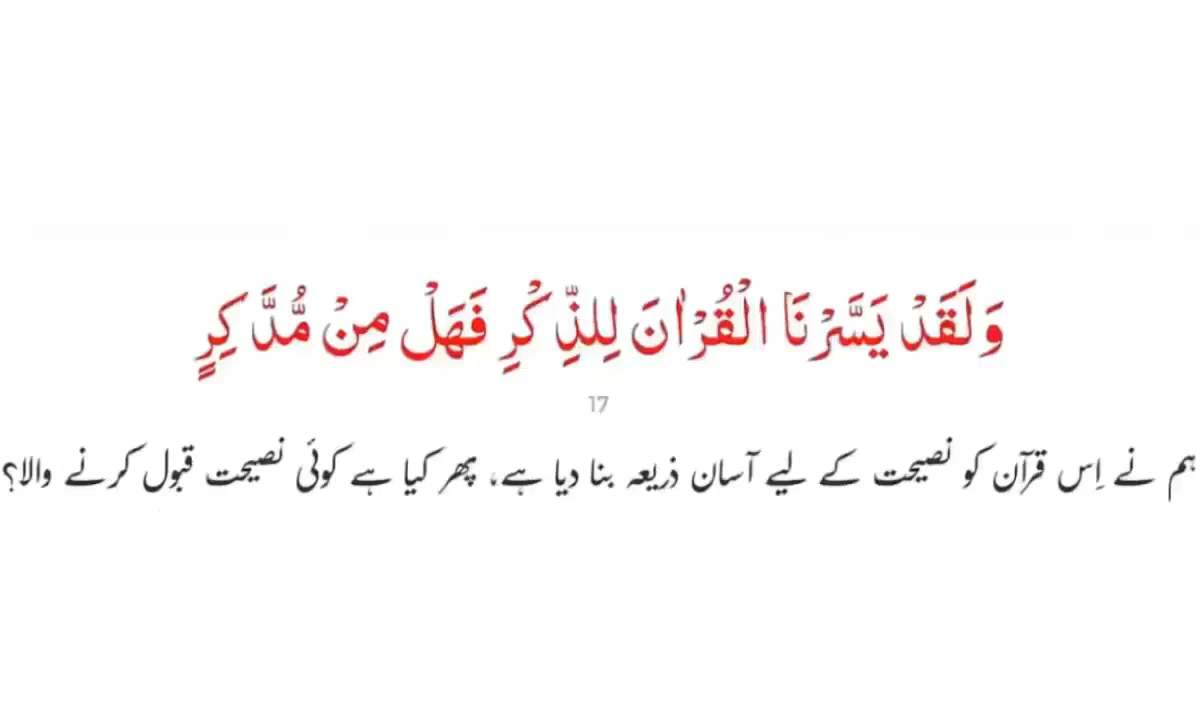 وَلَقَدْ يَسَّرْنَا الْقُرْاٰنَ لِلذِّكْرِ فَهَلْ مِنْ مُّدَّكِرٍ
17
ہم نے اِس قرآن کو نصیحت کے لیے آسان ذریعہ بنا دیا ہے، پھر کیا ہے کوئی نصیحت قبول کرنے والا؟